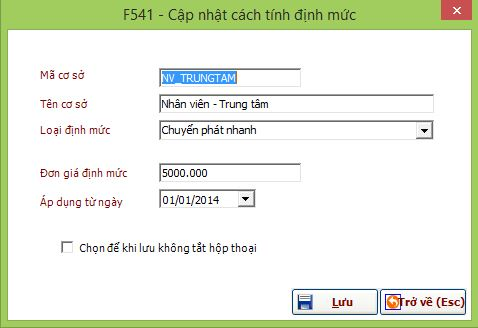 F541 - Cập nhật cách tính định mức
Mã cơ sở NV_TRUNGTAM
Tên cơ sở Nhân viên - Trung tâm
Loại định mức Chuyển phát nhanh
Đơn giá định mức 5000.000
Áp dụng từ ngày 01/01/2014
Chọn để khi lưu không tắt hộp thoại
Lưu Trở về (Esc)